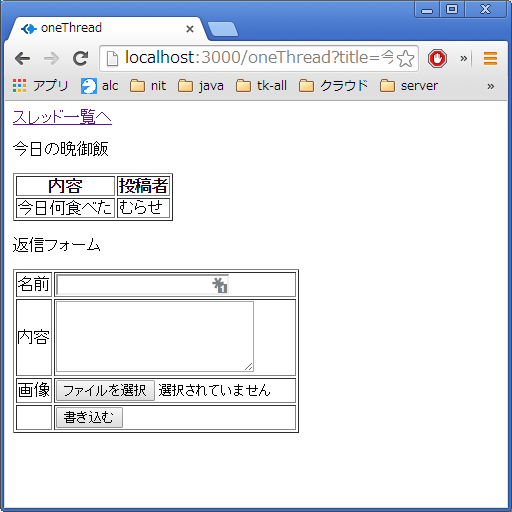 oneThread
localhost:3000/oneThread?title=今
アプリ alc nit java tk-all クラウド server »
スレッド一覧へ
今日の晩御飯
内容 投稿者
今日何食べた むらせ
返信フォーム
名前
内容
画像 ファイルを選択 選択されていません
書き込む